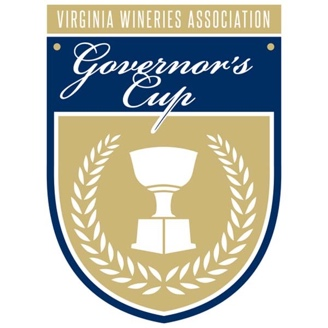 VIRGINIA WINERIES ASSOCIATION
Governor's
Cup